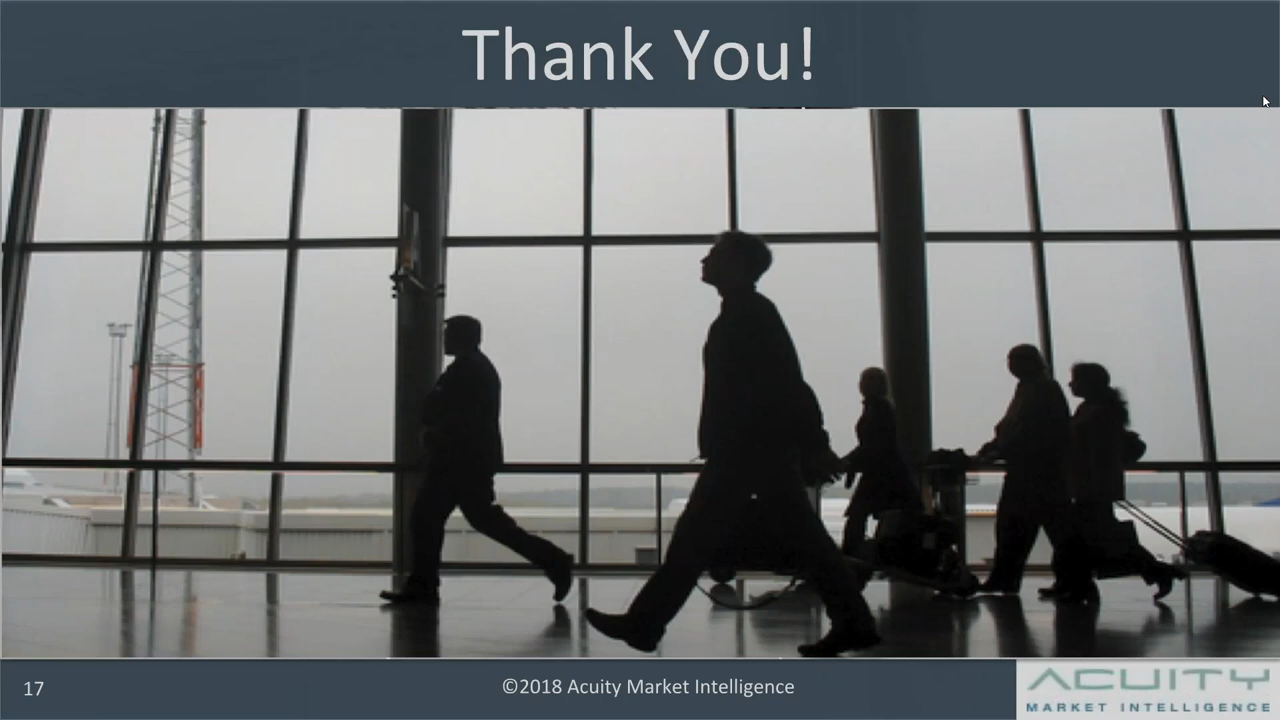 Thank You!
17
©2018 Acuity Market Intelligence
ACUITY
MARKET INTELLIGENCE